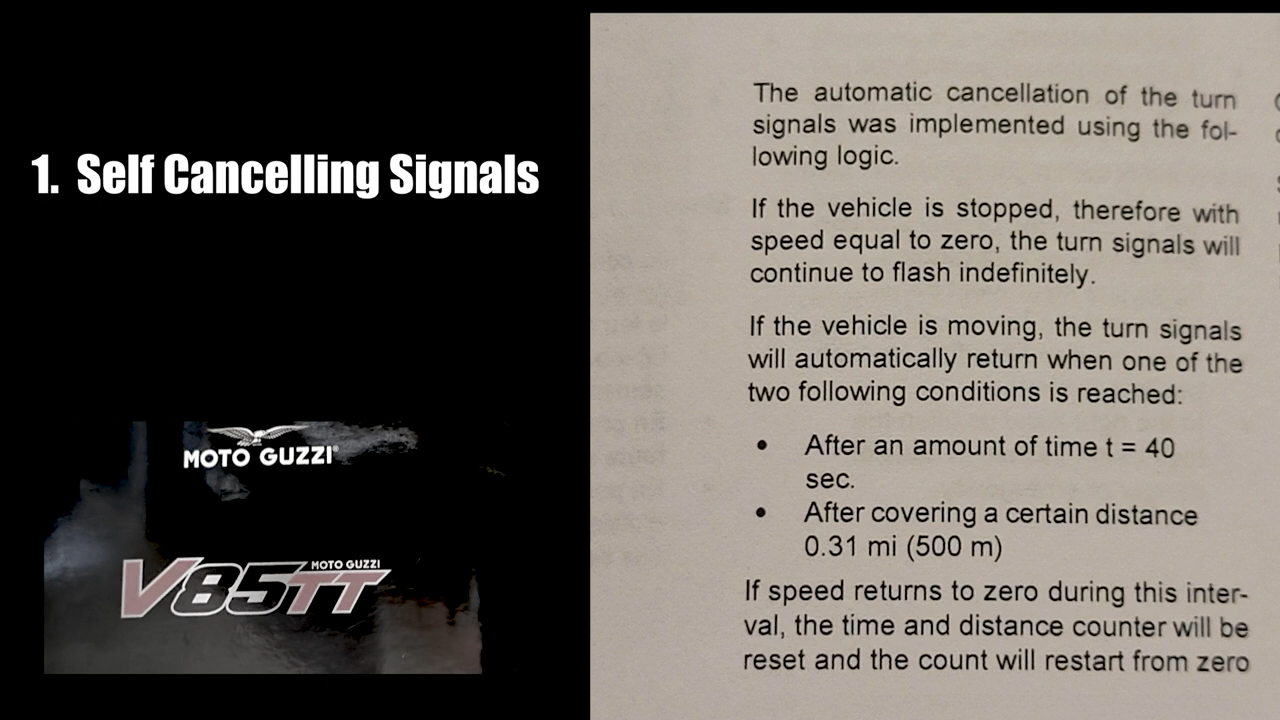 1. Self Cancelling Signals
MOTO GUZZI
MOTO GUZZI
V85TT
The automatic cancellation of the turn
signals was implemented using the fol-
lowing logic.
If the vehicle is stopped, therefore with
speed equal to zero, the turn signals will
continue to flash indefinitely.
If the vehicle is moving, the turn signals
will automatically return when one of the
two following conditions is reached:
• After an amount of time t = 40
sec.
• After covering a certain distance
0.31 mi (500 m)
If speed returns to zero during this inter-
val, the time and distance counter will be
reset and the count will restart from zero